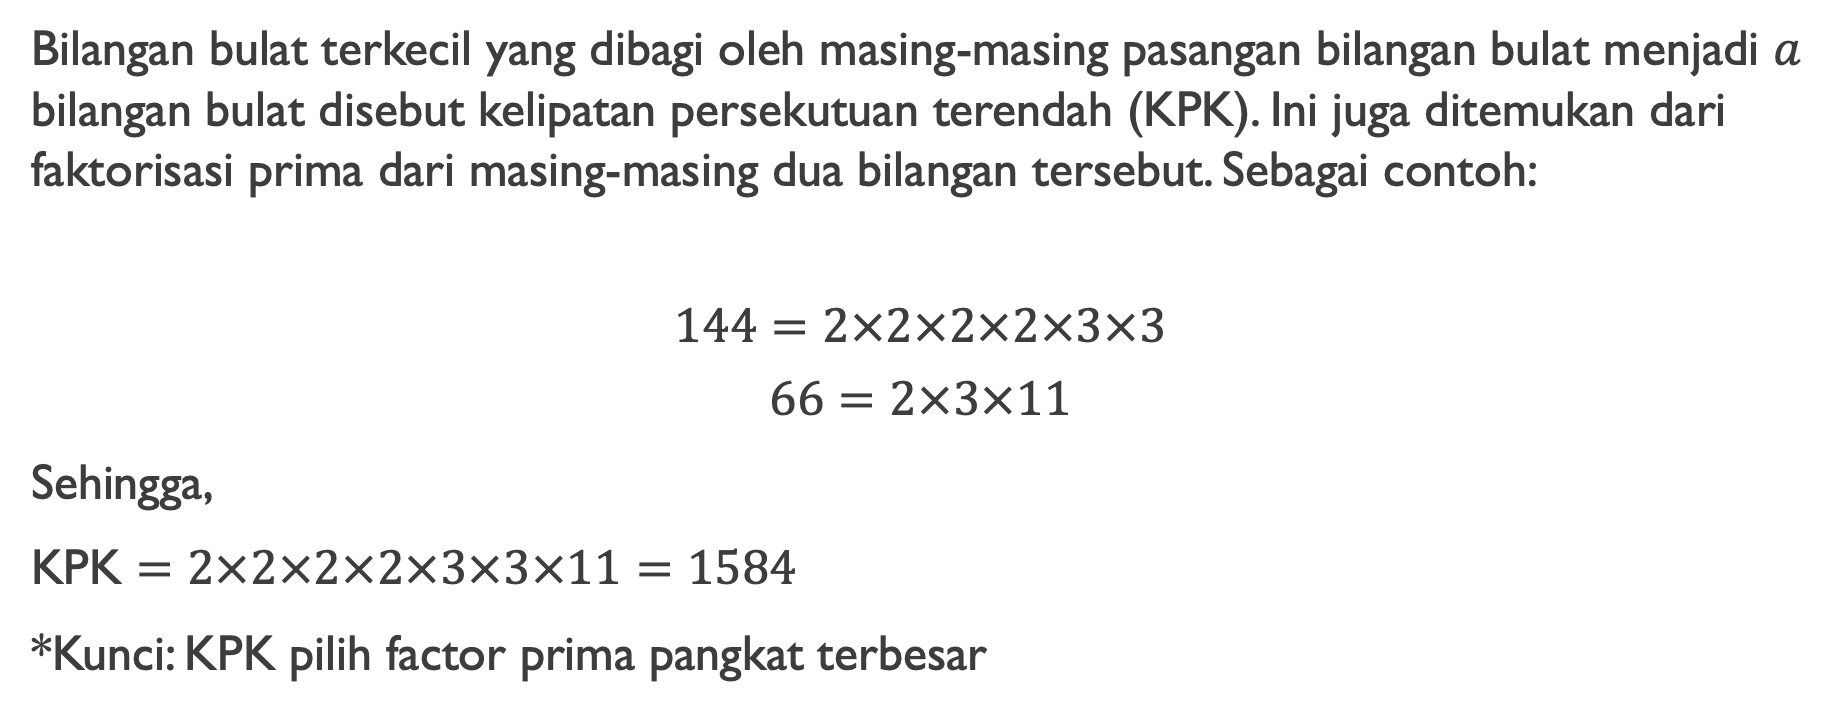 Bilangan bulat terkecil yang dibagi oleh masing-masing pasangan bilangan bulat menjadi a
bilangan bulat disebut kelipatan persekutuan terendah (KPK). Ini juga ditemukan dari
faktorisasi prima dari masing-masing dua bilangan tersebut. Sebagai contoh:
144 = 2×2×2×2×3×3
66 = 2×3×11
Sehingga,
KPK = 2×2×2×2×3×3×11 = 1584
*Kunci: KPK pilih factor prima pangkat terbesar